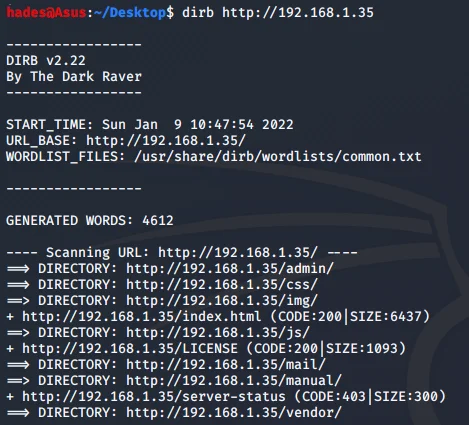 hades@Asus:~/Desktop$ dirb http://192.168.1.35
-----------------
DIRB v2.22
By The Dark Raver
-----------------
START_TIME: Sun Jan  9 10:47:54 2022
URL_BASE: http://192.168.1.35/
WORDLIST_FILES: /usr/share/dirb/wordlists/common.txt
-----------------
GENERATED WORDS: 4612
---- Scanning URL: http://192.168.1.35/ ----
==> DIRECTORY: http://192.168.1.35/admin/
==> DIRECTORY: http://192.168.1.35/css/
==> DIRECTORY: http://192.168.1.35/img/
+ http://192.168.1.35/index.html (CODE:200|SIZE:6437)
==> DIRECTORY: http://192.168.1.35/js/
+ http://192.168.1.35/LICENSE (CODE:200|SIZE:1093)
==> DIRECTORY: http://192.168.1.35/mail/
==> DIRECTORY: http://192.168.1.35/manual/
+ http://192.168.1.35/server-status (CODE:403|SIZE:300)
==> DIRECTORY: http://192.168.1.35/vendor/